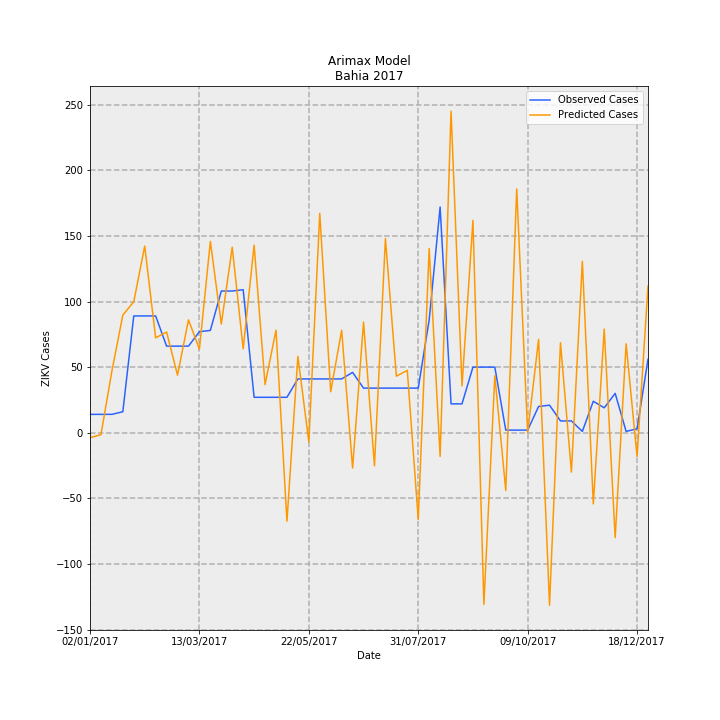 Arimax Model
Bahia 2017
Observed Cases
Predicted Cases
ZIKV Cases
250
200
150
100
50
0
−50
−100
−150
02/01/2017 13/03/2017 22/05/2017 31/07/2017 09/10/2017 18/12/2017
Date